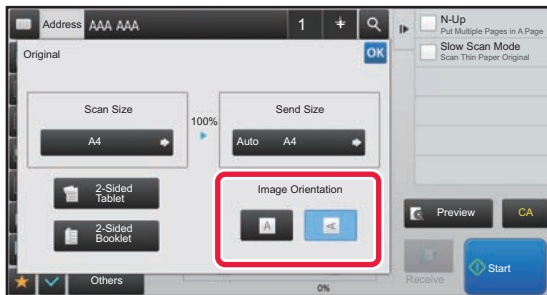 Address AAA AAA 1
N-Up
Put Multiple Pages in A Page
Original
OK
Slow Scan Mode
Scan Thin Paper Original
Scan Size
100%
Send Size
A4
Auto A4
2-Sided
Tablet
Image Orientation
A A
2-Sided
Booklet
Preview
CA
Others
0%
Receive
Start